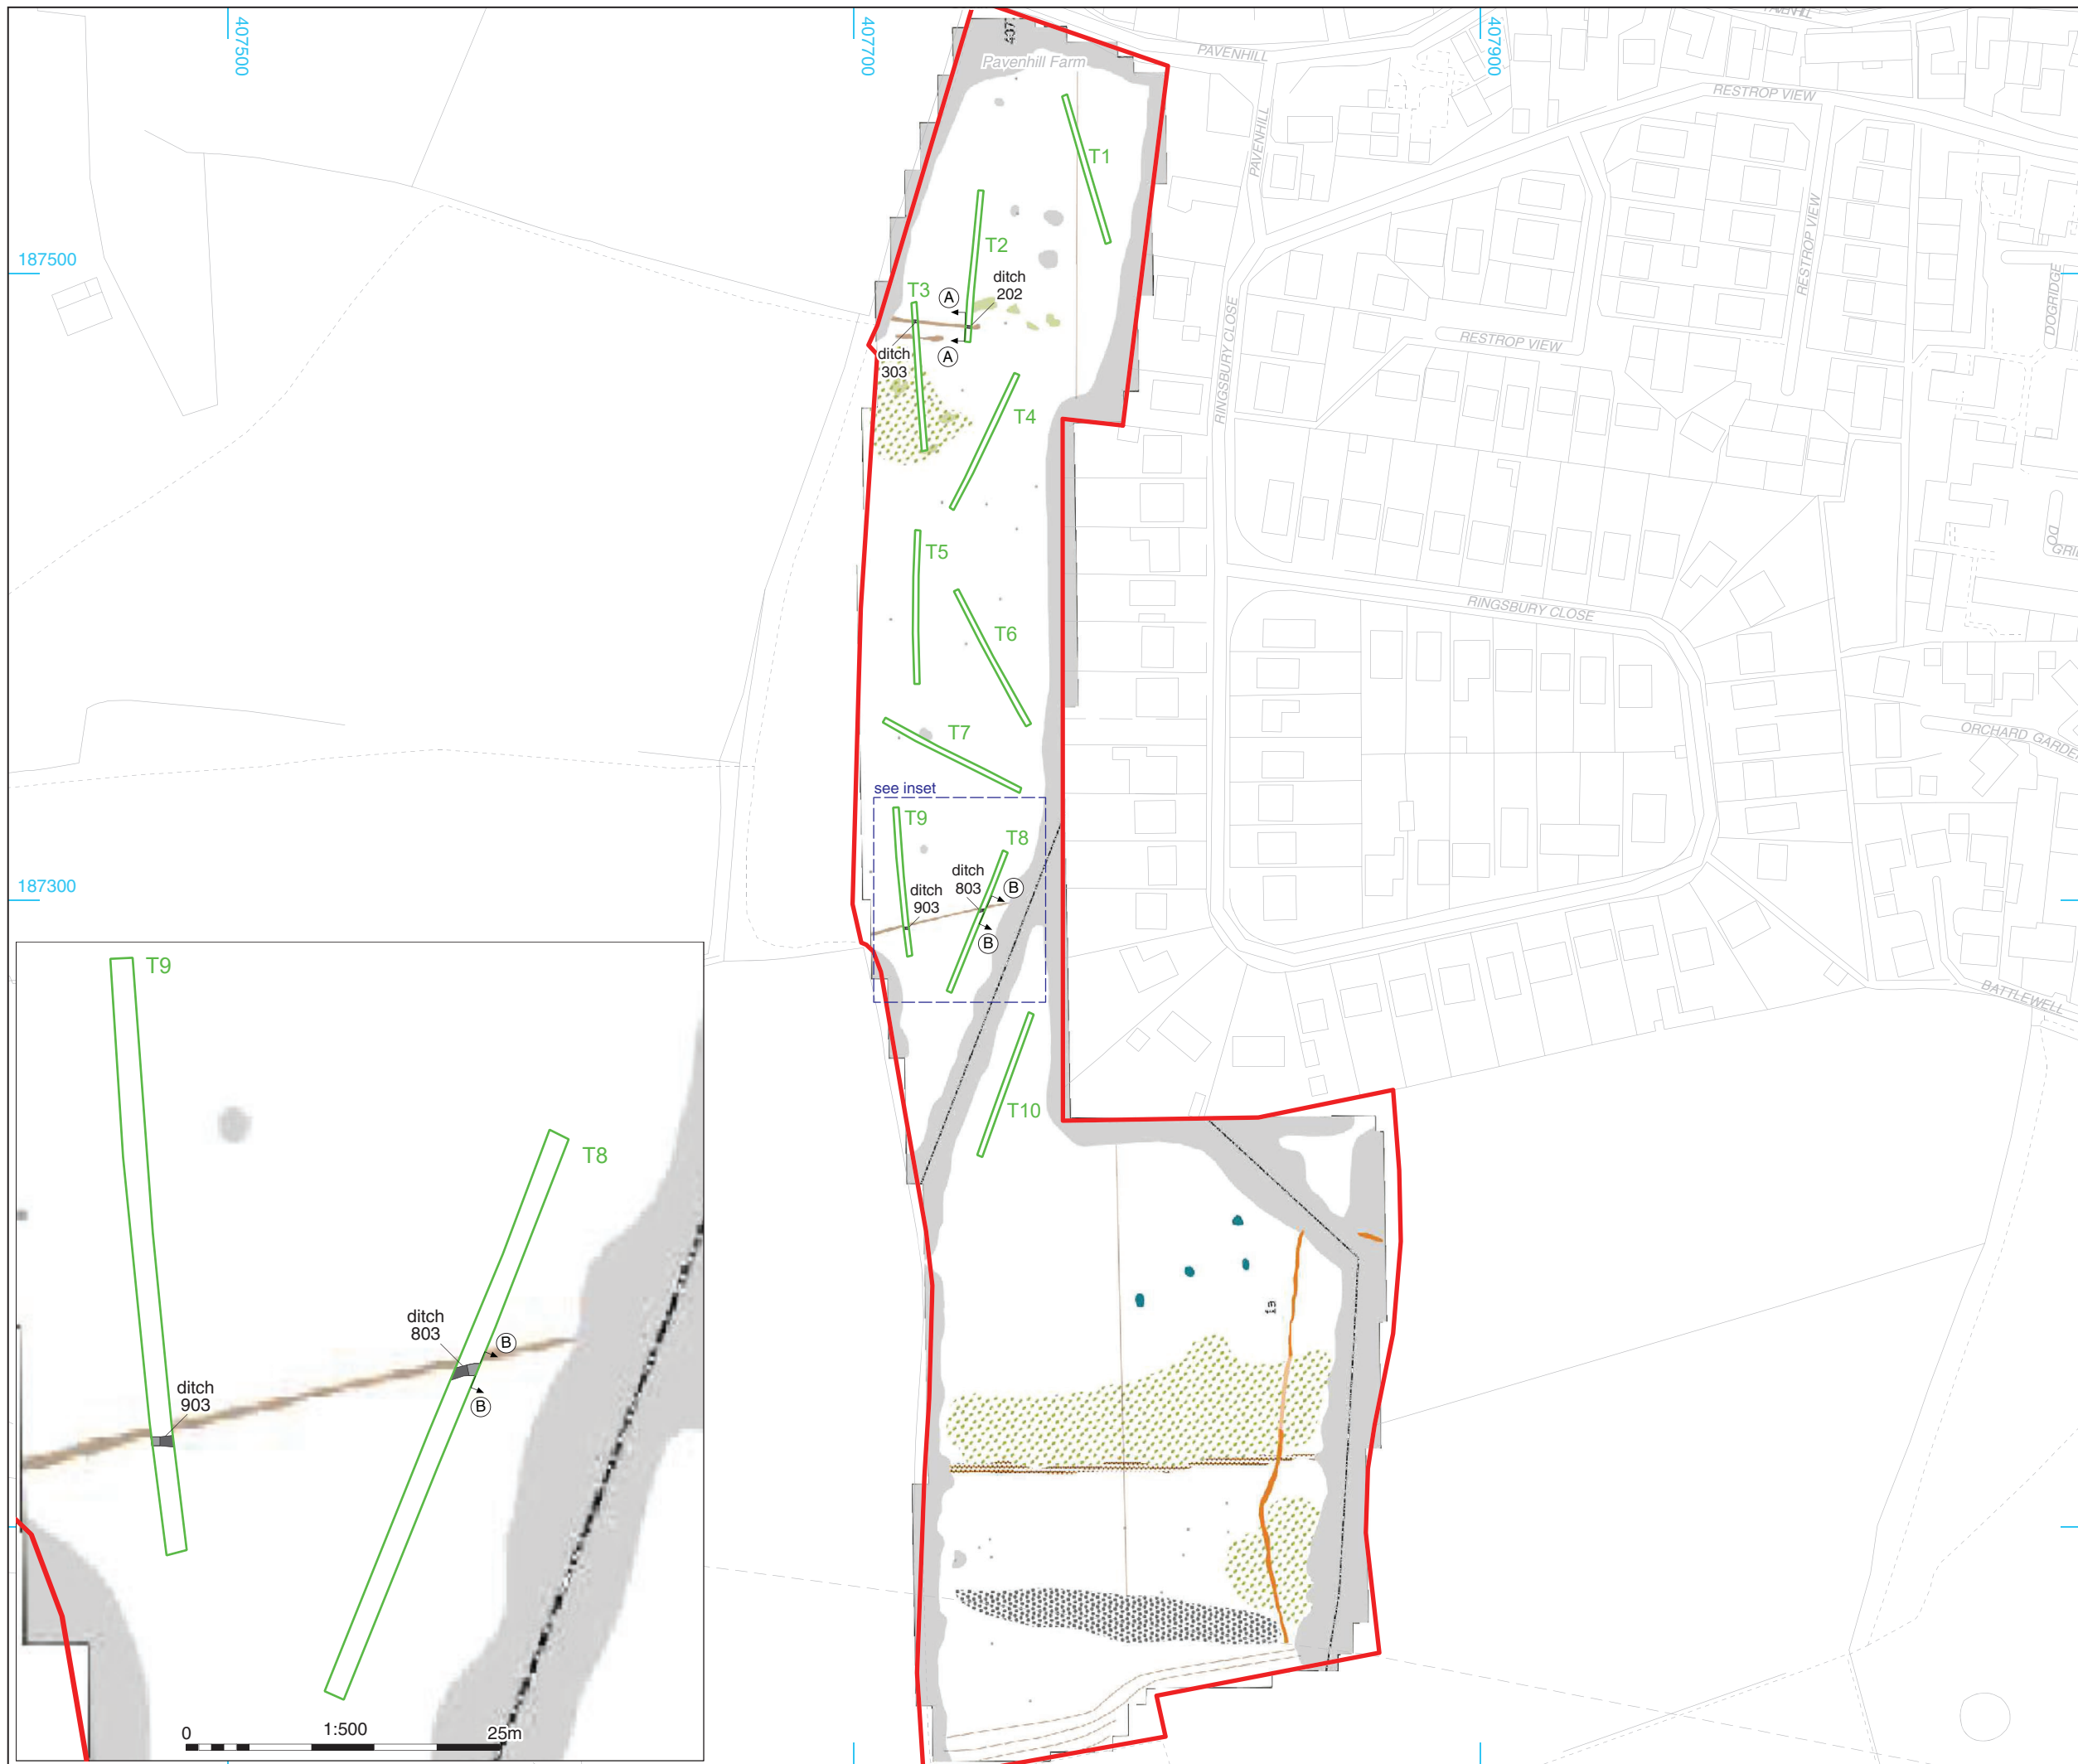 407500
407700
407900
Pavenhill Farm
PAVENHILL
PAVENHILL
RESTROP VIEW
T1
PAVENHILL
T2
187500
ditch
202
A
T3
RESTROP VIEW
DOGRIDGE
RINGSBURY CLOSE
RESTROP VIEW
A
ditch
303
T4
T5
RINGSBURY CLOSE
T6
T7
see inset
T9
T8
187300
ditch
803
B
ditch
903
B
BATTLEWELL
T10
T9
T8
ditch
803
B
ditch
903
B
0
1:500
25m